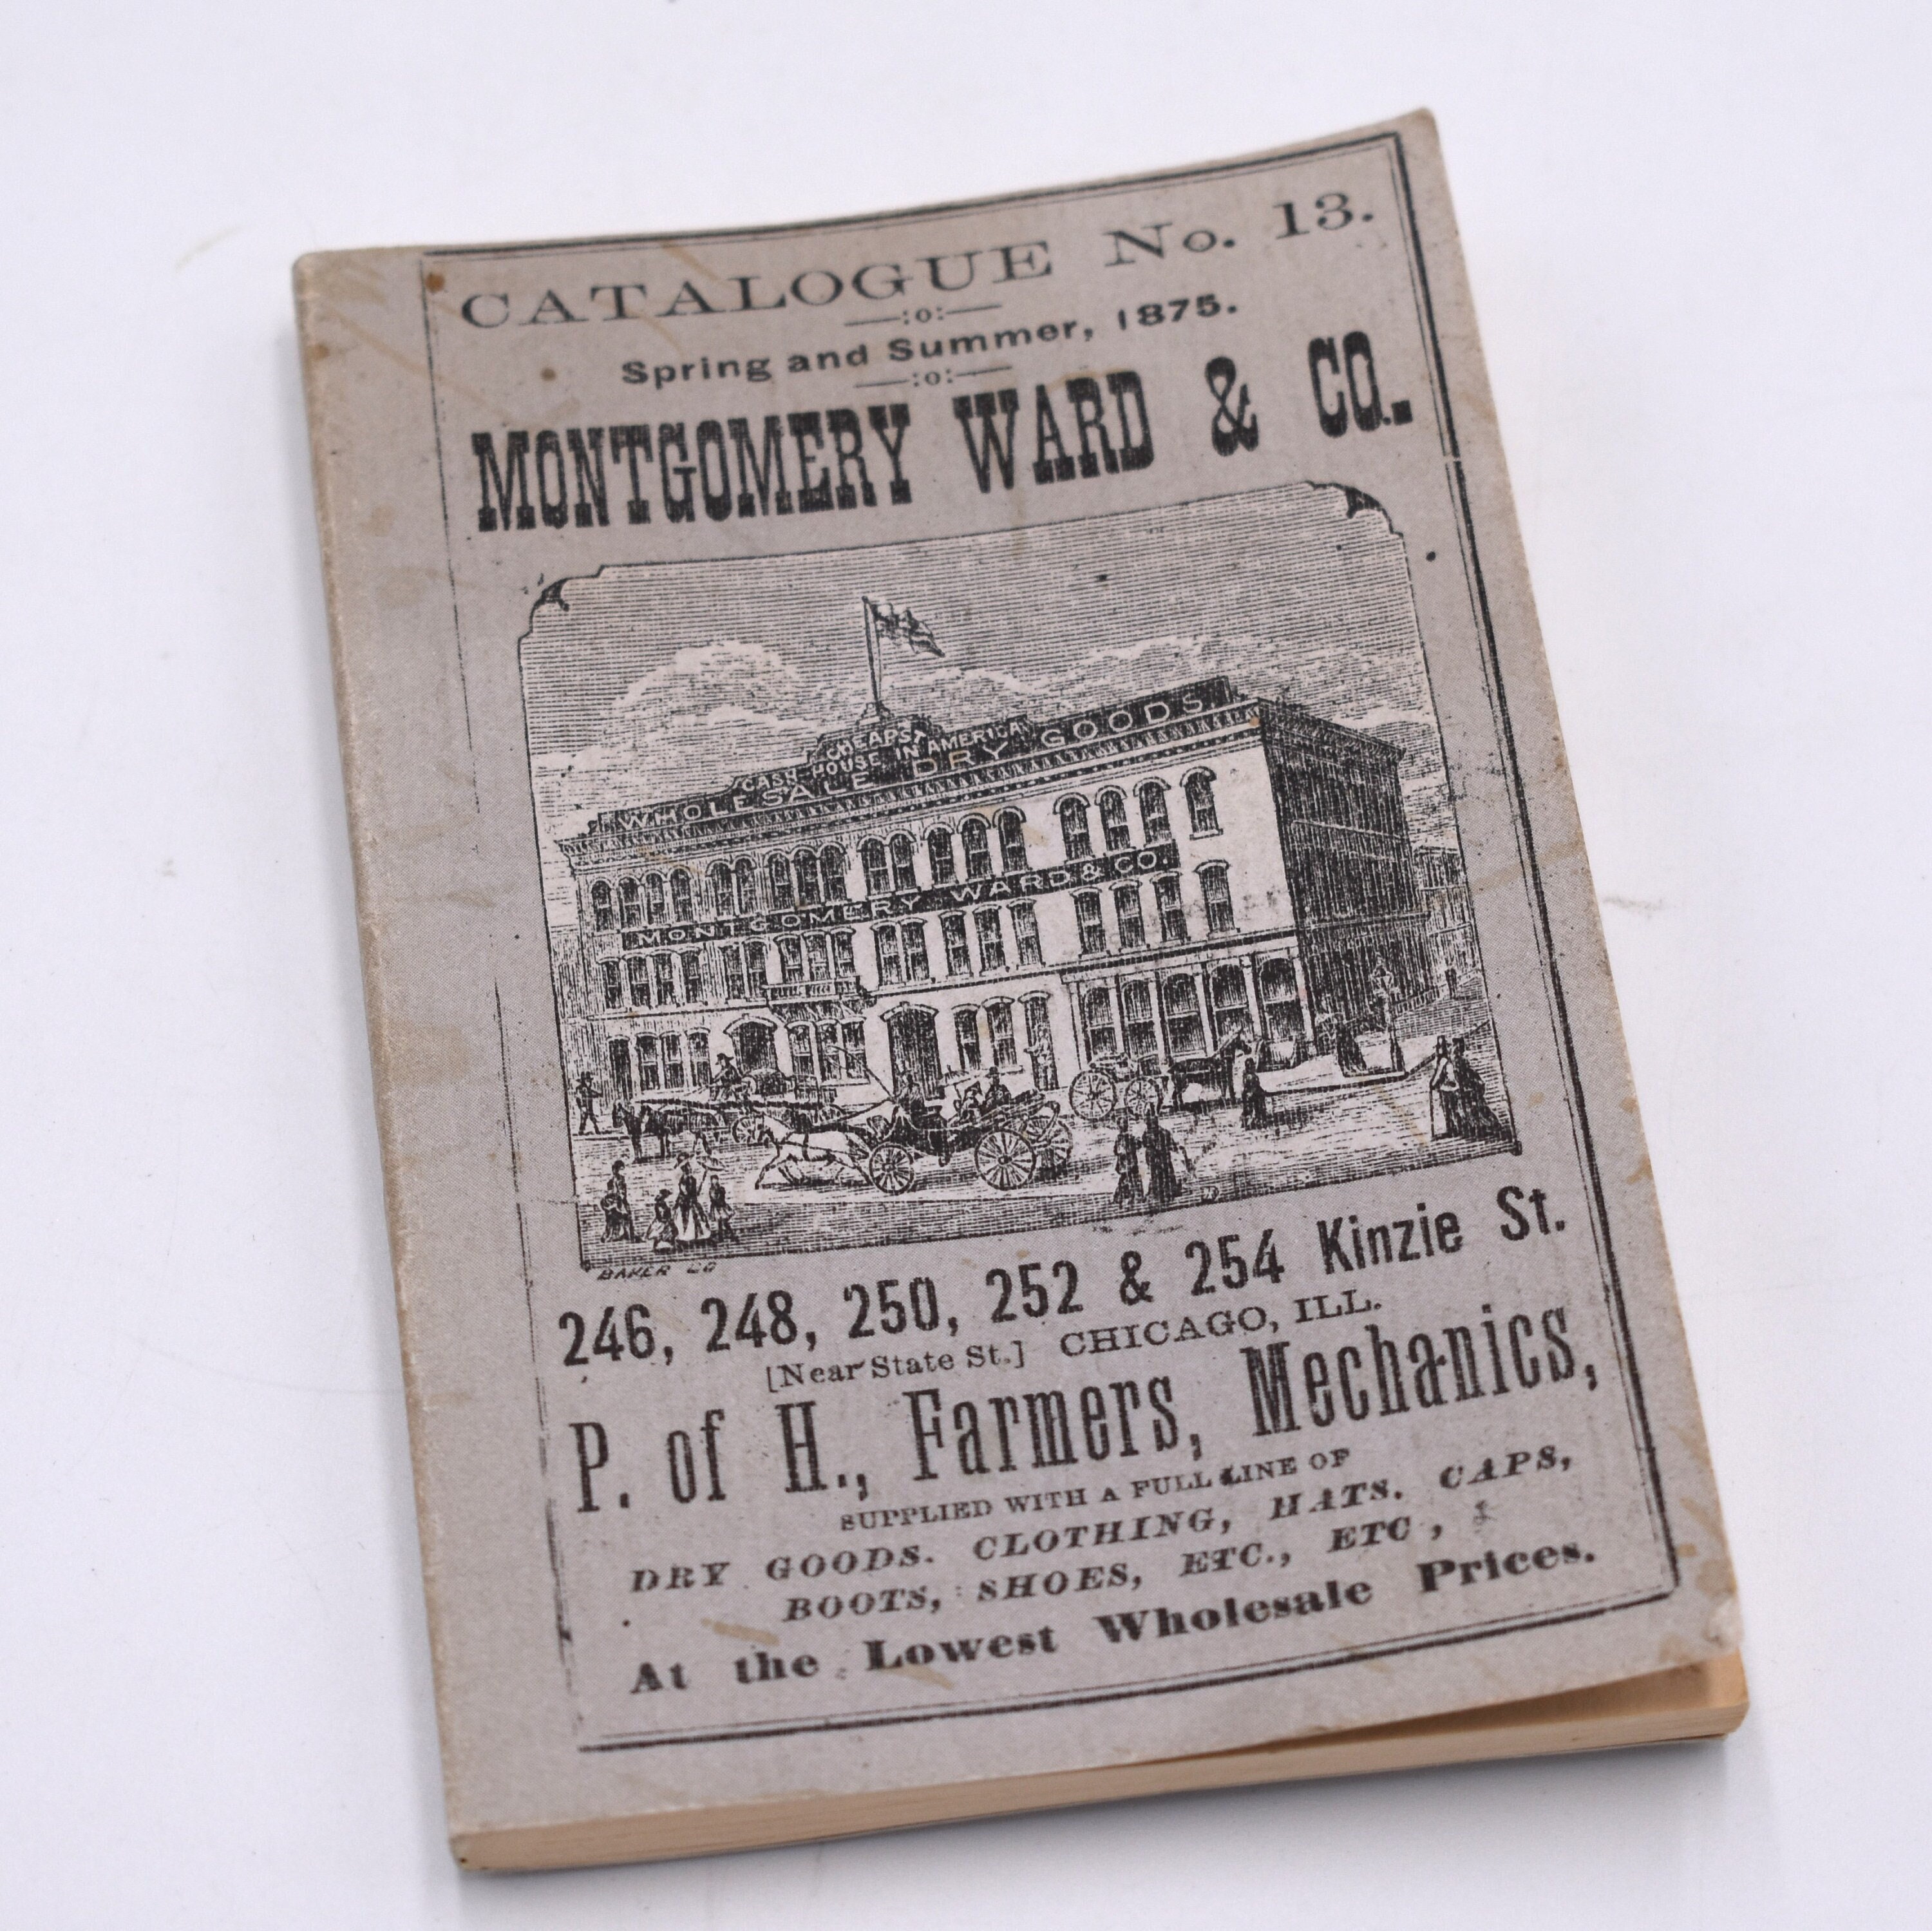 CATALOGUE No. 13.
—:o:—
Spring and Summer, 1875.
—:o:—
MONTGOMERY WARD & CO.
CHEAPST
CASH HOUSE IN AMERICA
WHOLESALE DRY GOODS.
MONTGOMERY WARD & CO.
BAKER CO
246, 248, 250, 252 & 254 Kinzie St.
[Near State St.] CHICAGO, ILL.
P. of H., Farmers, Mechanics,
SUPPLIED WITH A FULL LINE OF
DRY GOODS. CLOTHING, HATS. CAPS,
BOOTS, SHOES, ETC., ETC,
At the Lowest Wholesale Prices.